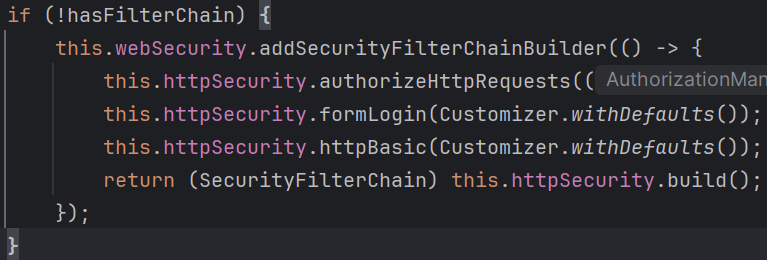 if (!hasFilterChain) {
this.webSecurity.addSecurityFilterChainBuilder(() -> {
this.httpSecurity.authorizeHttpRequests((
this.httpSecurity.formLogin(Customizer.withDefaults());
this.httpSecurity.httpBasic(Customizer.withDefaults());
return (SecurityFilterChain) this.httpSecurity.build();
});
}